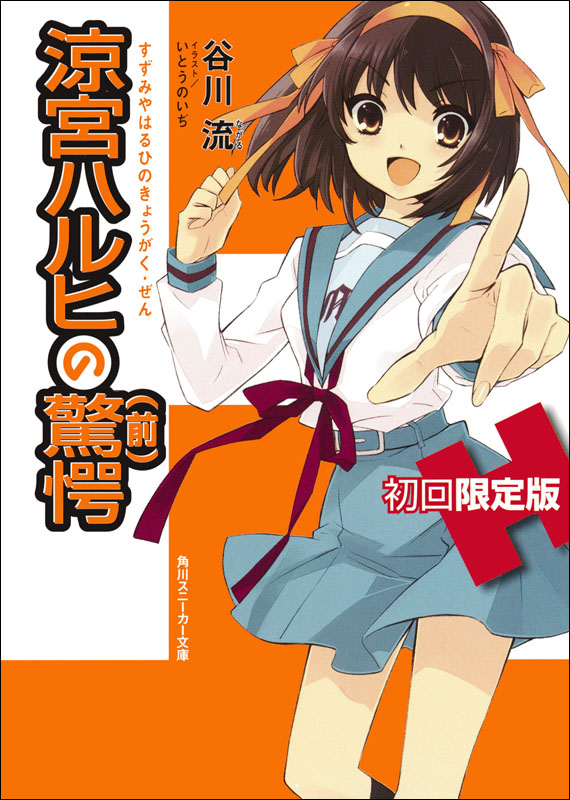 涼宮ハルヒの驚愕(前)
すずみやはるひのきょうがく・ぜん
谷川 流
ながる
イラスト/いとうのいぢ
初回限定版
H
角川スニーカー文庫